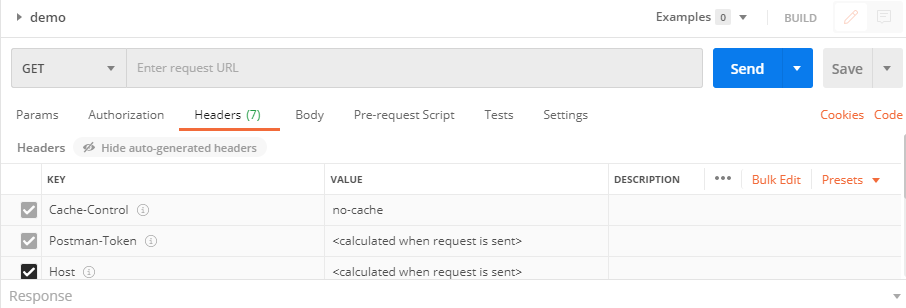 demo Examples 0 BUILD
GET Enter request URL Send Save
Params Authorization Headers (7) Body Pre-request Script Tests Settings Cookies Code
Headers Hide auto-generated headers
KEY VALUE DESCRIPTION ••• Bulk Edit Presets
Cache-Control no-cache
Postman-Token <calculated when request is sent>
Host <calculated when request is sent>
Response